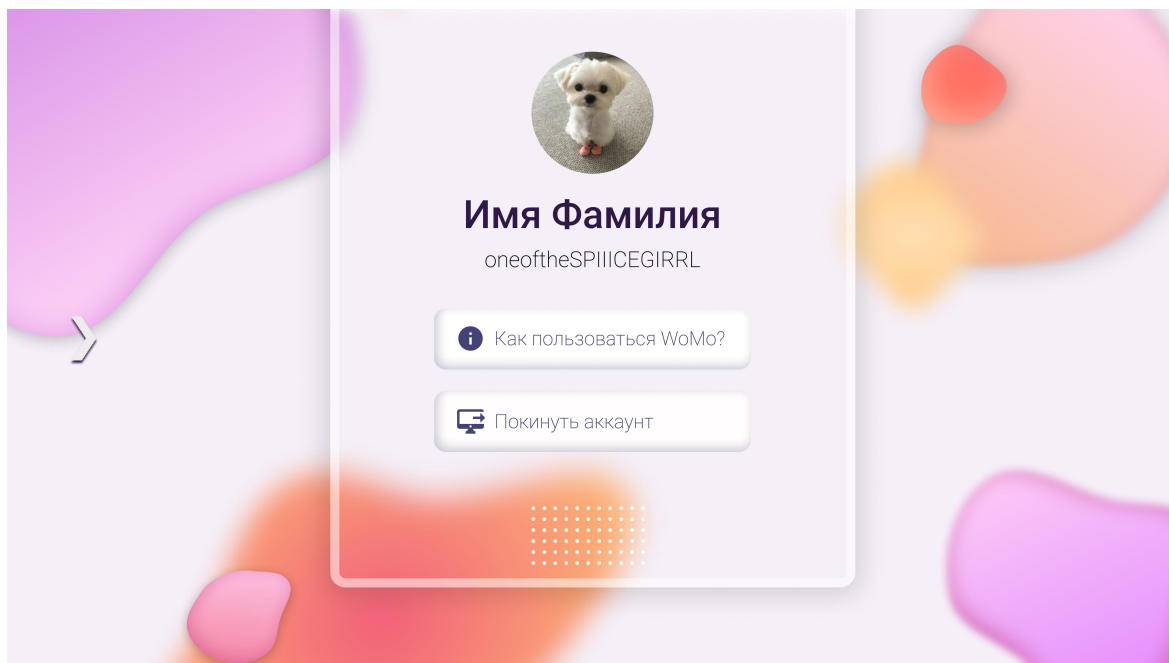 Имя Фамилия
oneoftheSPIIICEGIRRL
Как пользоваться WoMo?
Покинуть аккаунт